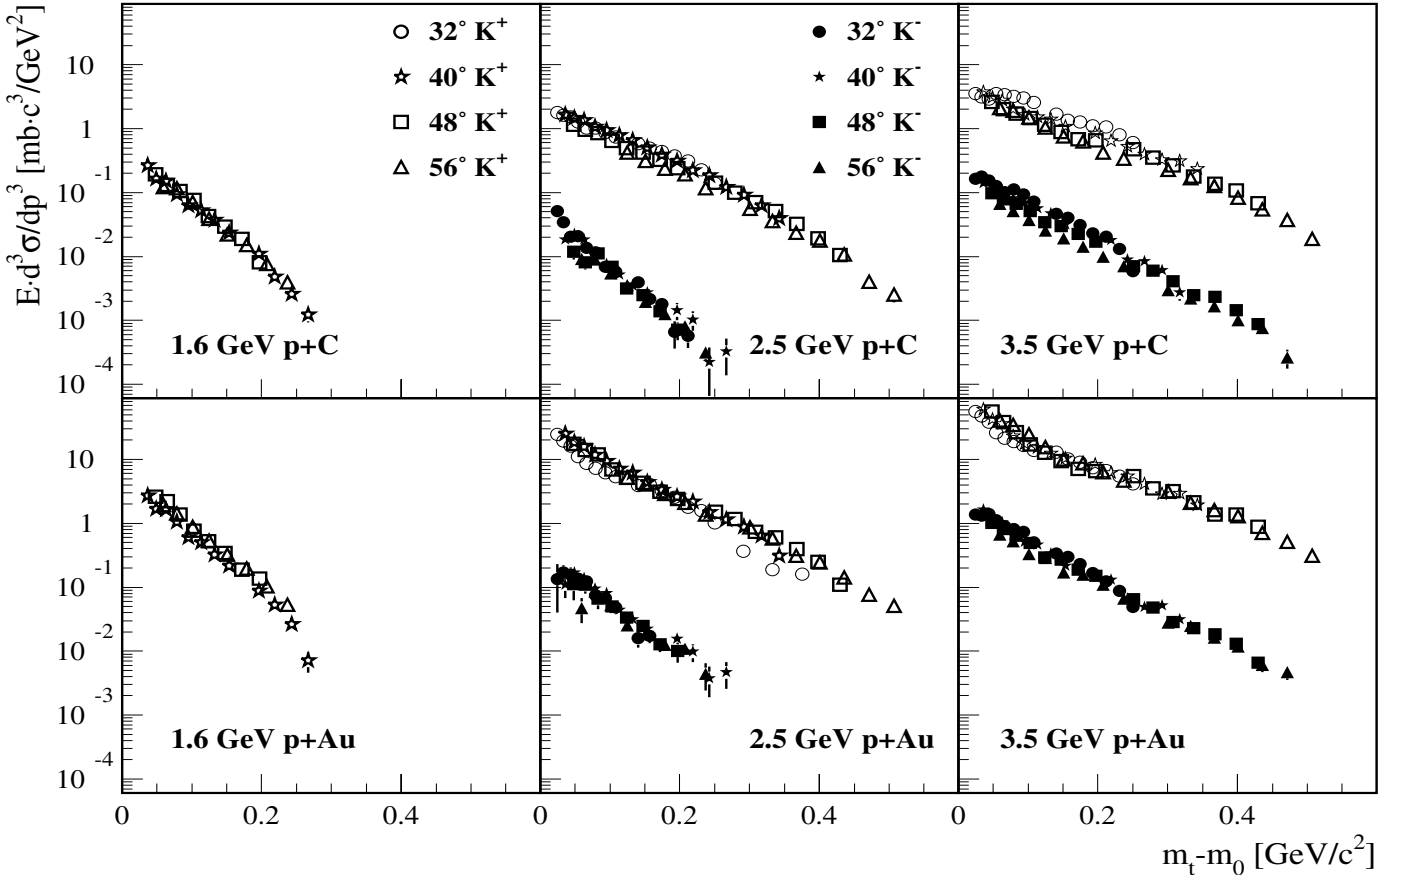 E·d³σ/dp³ [mb·c³/GeV²]
10
1
10⁻¹
10⁻²
10⁻³
10⁻⁴
32° K⁺
40° K⁺
48° K⁺
56° K⁺
1.6 GeV p+C
32° K⁻
40° K⁻
48° K⁻
56° K⁻
2.5 GeV p+C
3.5 GeV p+C
10
1
10⁻¹
10⁻²
10⁻³
10⁻⁴
1.6 GeV p+Au
2.5 GeV p+Au
3.5 GeV p+Au
0 0.2 0.4 0 0.2 0.4 0 0.2 0.4
mₜ-m₀ [GeV/c²]